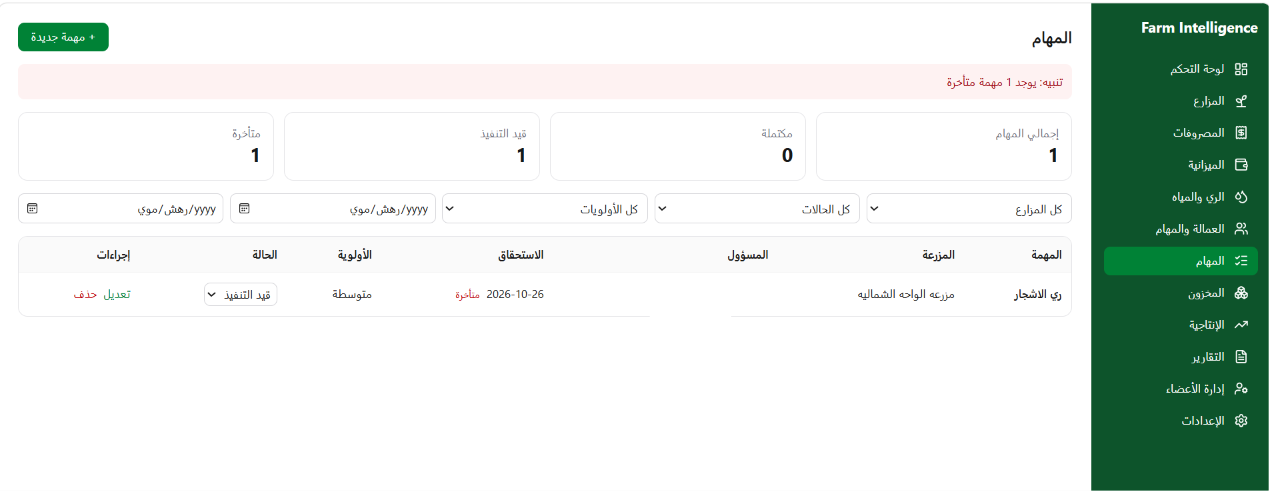 Farm Intelligence
لوحة التحكم
المزارع
المصروفات
الميزانية
الري والمياه
العمالة والمهام
المهام
المخزون
الإنتاجية
التقارير
إدارة الأعضاء
الإعدادات
المهام
+ مهمة جديدة
تنبيه: يوجد 1 مهمة متأخرة
إجمالي المهام
1
مكتملة
0
قيد التنفيذ
1
متأخرة
1
كل المزارع
كل الحالات
كل الأولويات
yyyy/رهش/موي
yyyy/رهش/موي
المهمة المزرعة المسؤول الاستحقاق الأولوية الحالة إجراءات
ري الاشجار مزرعه الواحه الشماليه 2026-10-26 متأخرة متوسطة قيد التنفيذ تعديل حذف